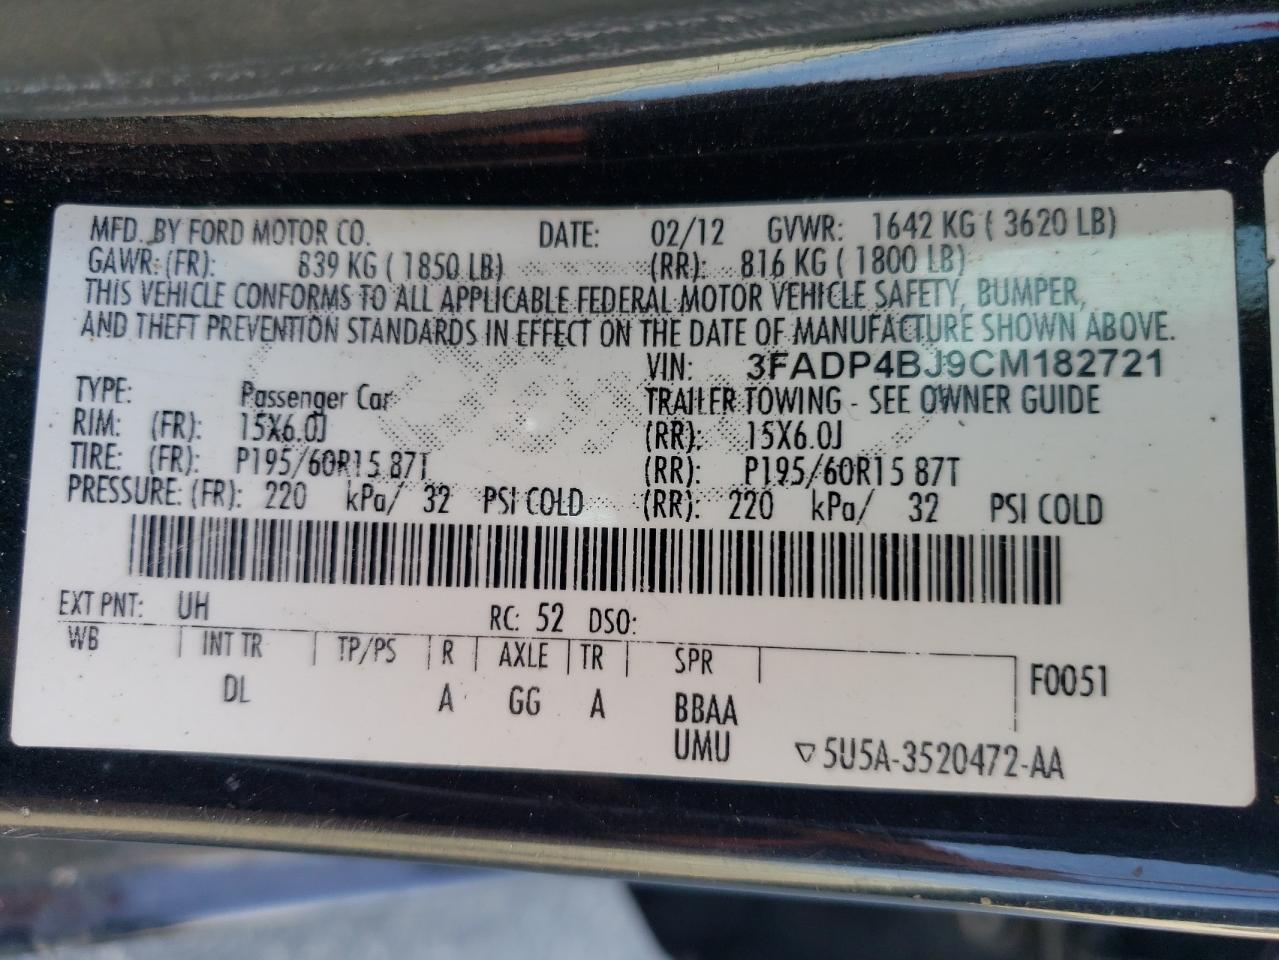 MFD. BY FORD MOTOR CO. DATE: 02/12 GVWR: 1642 KG ( 3620 LB)
GAWR: (FR): 839 KG ( 1850 LB) (RR): 816 KG ( 1800 LB)
THIS VEHICLE CONFORMS TO ALL APPLICABLE FEDERAL MOTOR VEHICLE SAFETY, BUMPER,
AND THEFT PREVENTION STANDARDS IN EFFECT ON THE DATE OF MANUFACTURE SHOWN ABOVE.
VIN: 3FADP4BJ9CM182721
TYPE: Passenger Car TRAILER TOWING - SEE OWNER GUIDE
RIM: (FR): 15X6.0J (RR): 15X6.0J
TIRE: (FR): P195/60R15 87T (RR): P195/60R15 87T
PRESSURE: (FR): 220 kPa/ 32 PSI COLD (RR): 220 kPa/ 32 PSI COLD
EXT PNT: UH RC: 52 DSO:
WB INT TR TP/PS R AXLE TR SPR
DL A GG A BBAA F0051
UMU ▽5U5A-3520472-AA